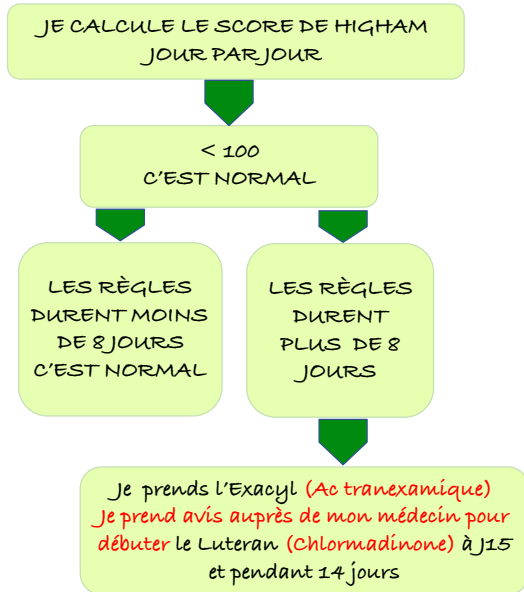 JE CALCULE LE SCORE DE HIGHAM
JOUR PAR JOUR
< 100
C'EST NORMAL
LES RÈGLES
DURENT MOINS
DE 8 JOURS
C'EST NORMAL
LES RÈGLES
DURENT
PLUS DE 8
JOURS
Je prends l'Exacyl (Ac tranexamique)
Je prend avis auprès de mon médecin pour
débuter le Luteran (Chlormadinone) à J15
et pendant 14 jours